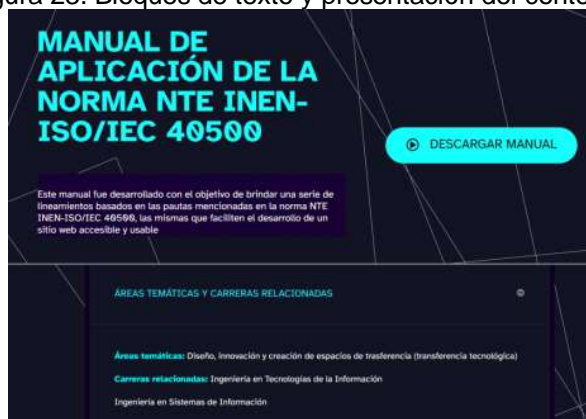 gura 23. Bloques de texto y presentación del conte
MANUAL DE
APLICACIÓN DE LA
NORMA NTE INEN-
ISO/IEC 40500
DESCARGAR MANUAL
Este manual fue desarrollado con el objetivo de brindar una serie de
lineamientos basados en las pautas mencionadas en la norma NTE
INEN-ISO/IEC 40500, las mismas que faciliten el desarrollo de un
sitio web accesible y usable
ÁREAS TEMÁTICAS Y CARRERAS RELACIONADAS
Áreas temáticas: Diseño, innovación y creación de espacios de trasferencia (transferencia tecnológica)
Carreras relacionadas: Ingeniería en Tecnologías de la Información
Ingeniería en Sistemas de Información